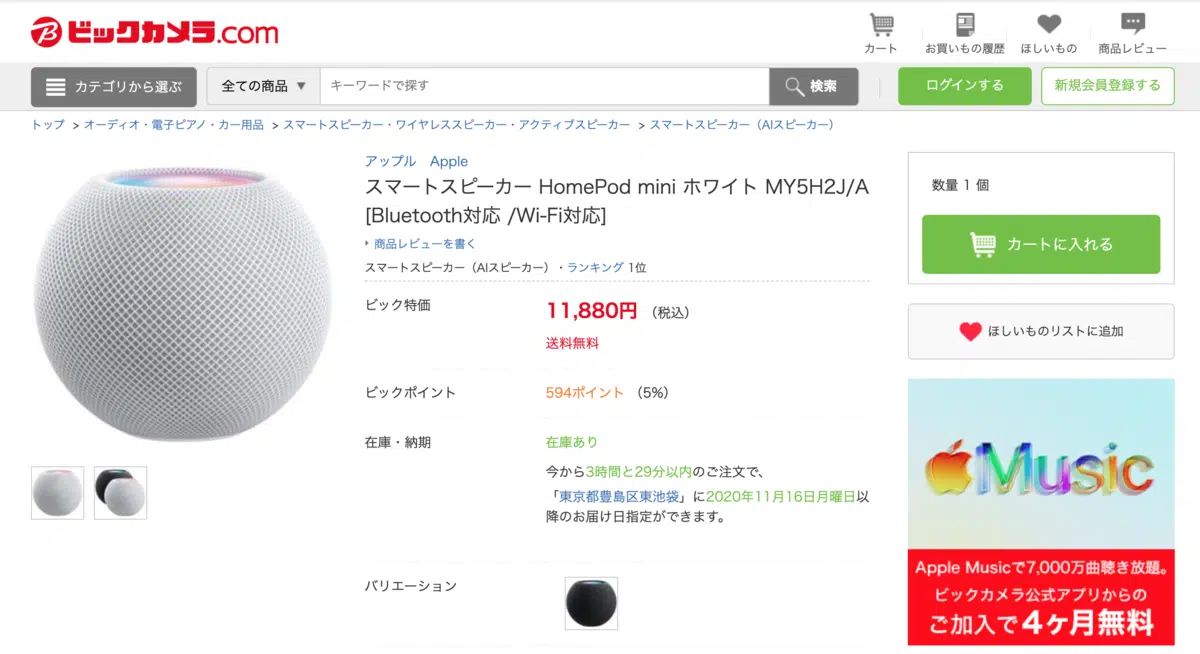 ビックカメラ.com
カート
お買いもの履歴
ほしいもの
商品レビュー
カテゴリから選ぶ
全ての商品 ▼
キーワードで探す
検索
ログインする
新規会員登録する
トップ > オーディオ・電子ピアノ・カー用品 > スマートスピーカー・ワイヤレススピーカー・アクティブスピーカー > スマートスピーカー（AIスピーカー）
アップル Apple
スマートスピーカー HomePod mini ホワイト MY5H2J/A
[Bluetooth対応 /Wi-Fi対応]
商品レビューを書く
スマートスピーカー（AIスピーカー）・ランキング 1位
ビック特価
11,880円 （税込）
送料無料
ビックポイント
594ポイント （5%）
在庫・納期
在庫あり
今から3時間と29分以内のご注文で、
「東京都豊島区東池袋」に2020年11月16日月曜日以
降のお届け日指定ができます。
バリエーション
数量 1 個
カートに入れる
ほしいものリストに追加
Music
Apple Musicで7,000万曲聴き放題。
ビックカメラ公式アプリからの
ご加入で4ヶ月無料